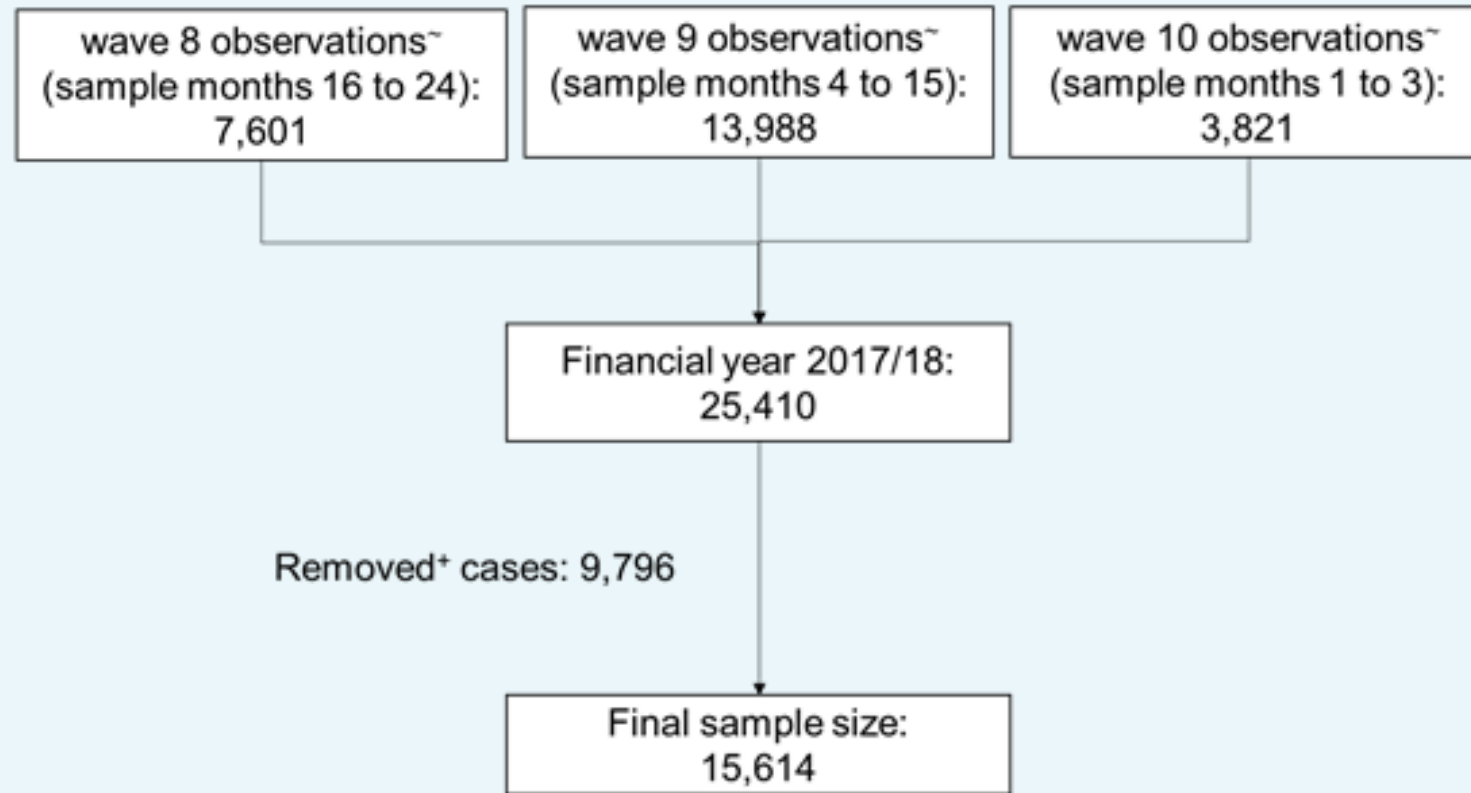 wave 8 observations~
(sample months 16 to 24):
7,601
wave 9 observations~
(sample months 4 to 15):
13,988
wave 10 observations~
(sample months 1 to 3):
3,821
Financial year 2017/18:
25,410
Removed⁺ cases: 9,796
Final sample size:
15,614